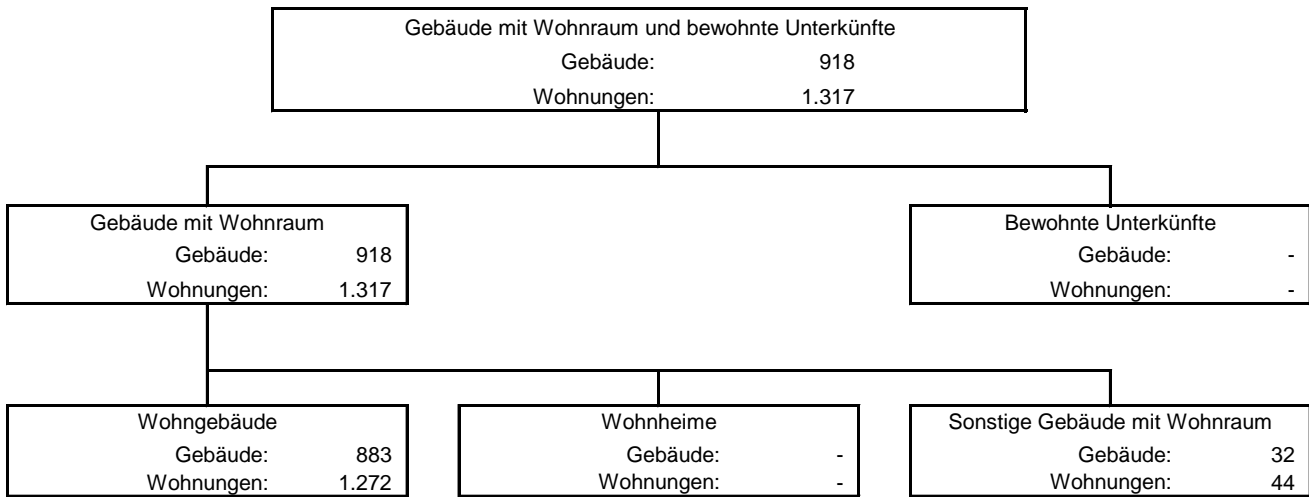 Gebäude mit Wohnraum und bewohnte Unterkünfte
Gebäude: 918
Wohnungen: 1.317
Gebäude mit Wohnraum
Gebäude: 918
Wohnungen: 1.317
Bewohnte Unterkünfte
Gebäude: -
Wohnungen: -
Wohngebäude
Gebäude: 883
Wohnungen: 1.272
Wohnheime
Gebäude: -
Wohnungen: -
Sonstige Gebäude mit Wohnraum
Gebäude: 32
Wohnungen: 44